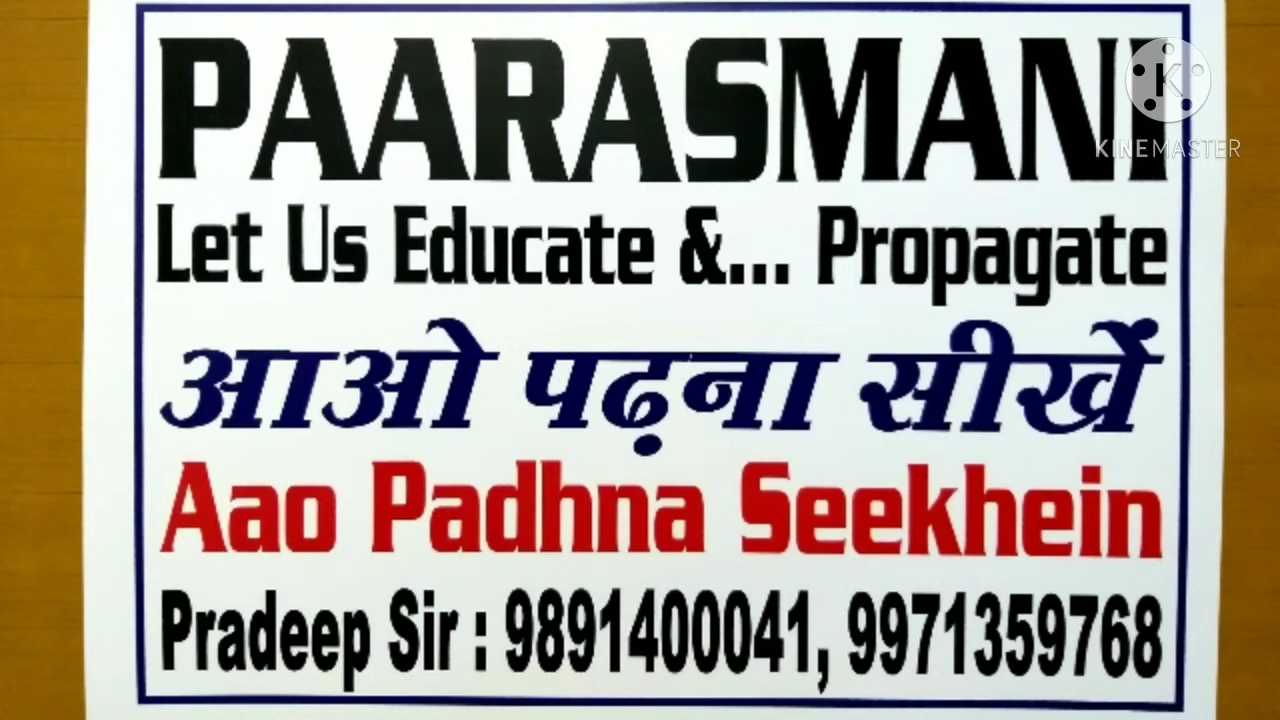 PAARASMANI
Let Us Educate &... Propagate
आओ पढ़ना सीखेँ
Aao Padhna Seekhein
Pradeep Sir : 9891400041, 9971359768
KINEMASTER